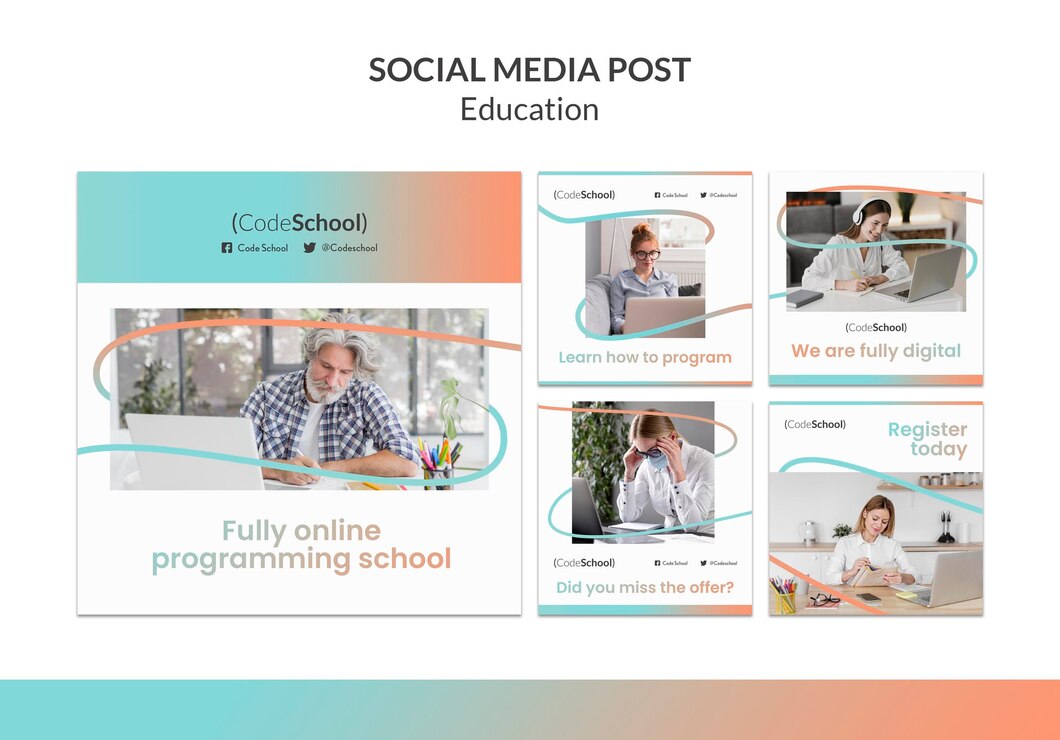 SOCIAL MEDIA POST
Education
(CodeSchool)
Code School @Codeschool
Fully online
programming school
(CodeSchool) Code School @Codeschool
Learn how to program
(CodeSchool)
We are fully digital
(CodeSchool) Code School @Codeschool
Did you miss the offer?
(CodeSchool)
Register
today